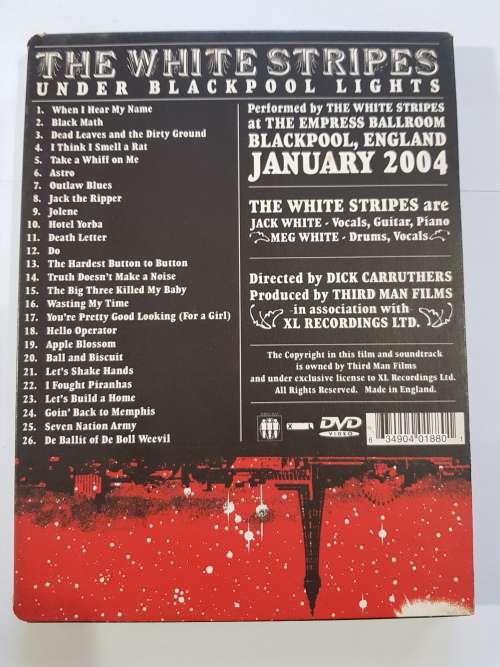 THE WHITE STRIPES
UNDER BLACKPOOL LIGHTS
1. When I Hear My Name
2. Black Math
3. Dead Leaves and the Dirty Ground
4. I Think I Smell a Rat
5. Take a Whiff on Me
6. Astro
7. Outlaw Blues
8. Jack the Ripper
9. Jolene
10. Hotel Yorba
11. Death Letter
12. Do
13. The Hardest Button to Button
14. Truth Doesn't Make a Noise
15. The Big Three Killed My Baby
16. Wasting My Time
17. You're Pretty Good Looking (For a Girl)
18. Hello Operator
19. Apple Blossom
20. Ball and Biscuit
21. Let's Shake Hands
22. I Fought Piranhas
23. Let's Build a Home
24. Goin' Back to Memphis
25. Seven Nation Army
26. De Ballit of De Boll Weevil
Performed by THE WHITE STRIPES
at THE EMPRESS BALLROOM
BLACKPOOL, ENGLAND
JANUARY 2004
THE WHITE STRIPES are
JACK WHITE - Vocals, Guitar, Piano
MEG WHITE - Drums, Vocals
Directed by DICK CARRUTHERS
Produced by THIRD MAN FILMS
in association with
XL RECORDINGS LTD.
The Copyright in this film and soundtrack
is owned by Third Man Films
and under exclusive license to XL Recordings Ltd.
All Rights Reserved. Made in England.
DVD
VIDEO
6 34904 01880 1